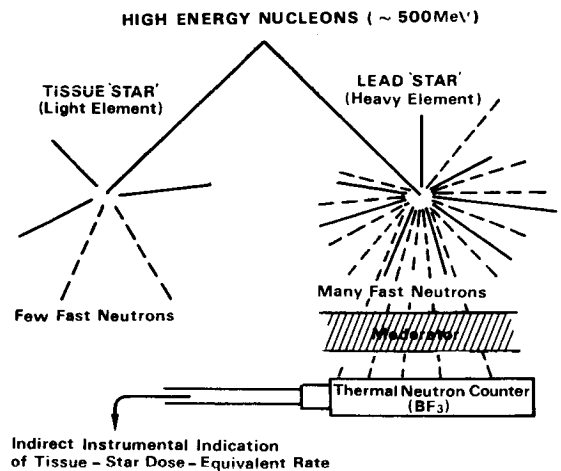 HIGH ENERGY NUCLEONS (~500MeV)
TISSUE 'STAR'
(Light Element)
LEAD 'STAR'
(Heavy Element)
Few Fast Neutrons
Many Fast Neutrons
Moderator
Thermal Neutron Counter
(BF₃)
Indirect Instrumental Indication
of Tissue – Star Dose – Equivalent Rate